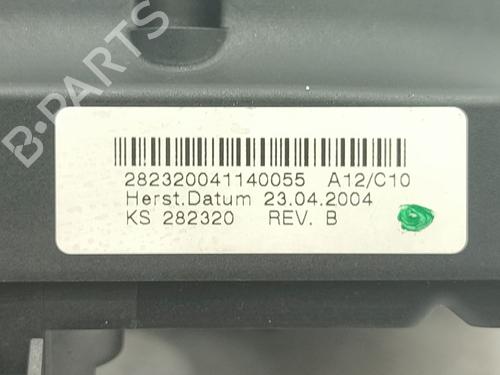 B-PARTS
282320041140055 A12/C10
Herst.Datum 23.04.2004
KS 282320 REV. B